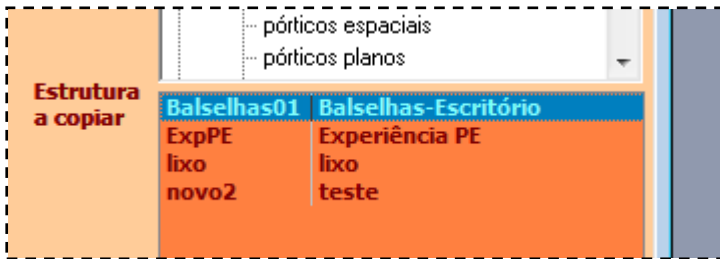 pórticos espaciais
pórticos planos
Estrutura
a copiar
Balselhas01 Balselhas-Escritório
ExpPE Experiência PE
lixo lixo
novo2 teste